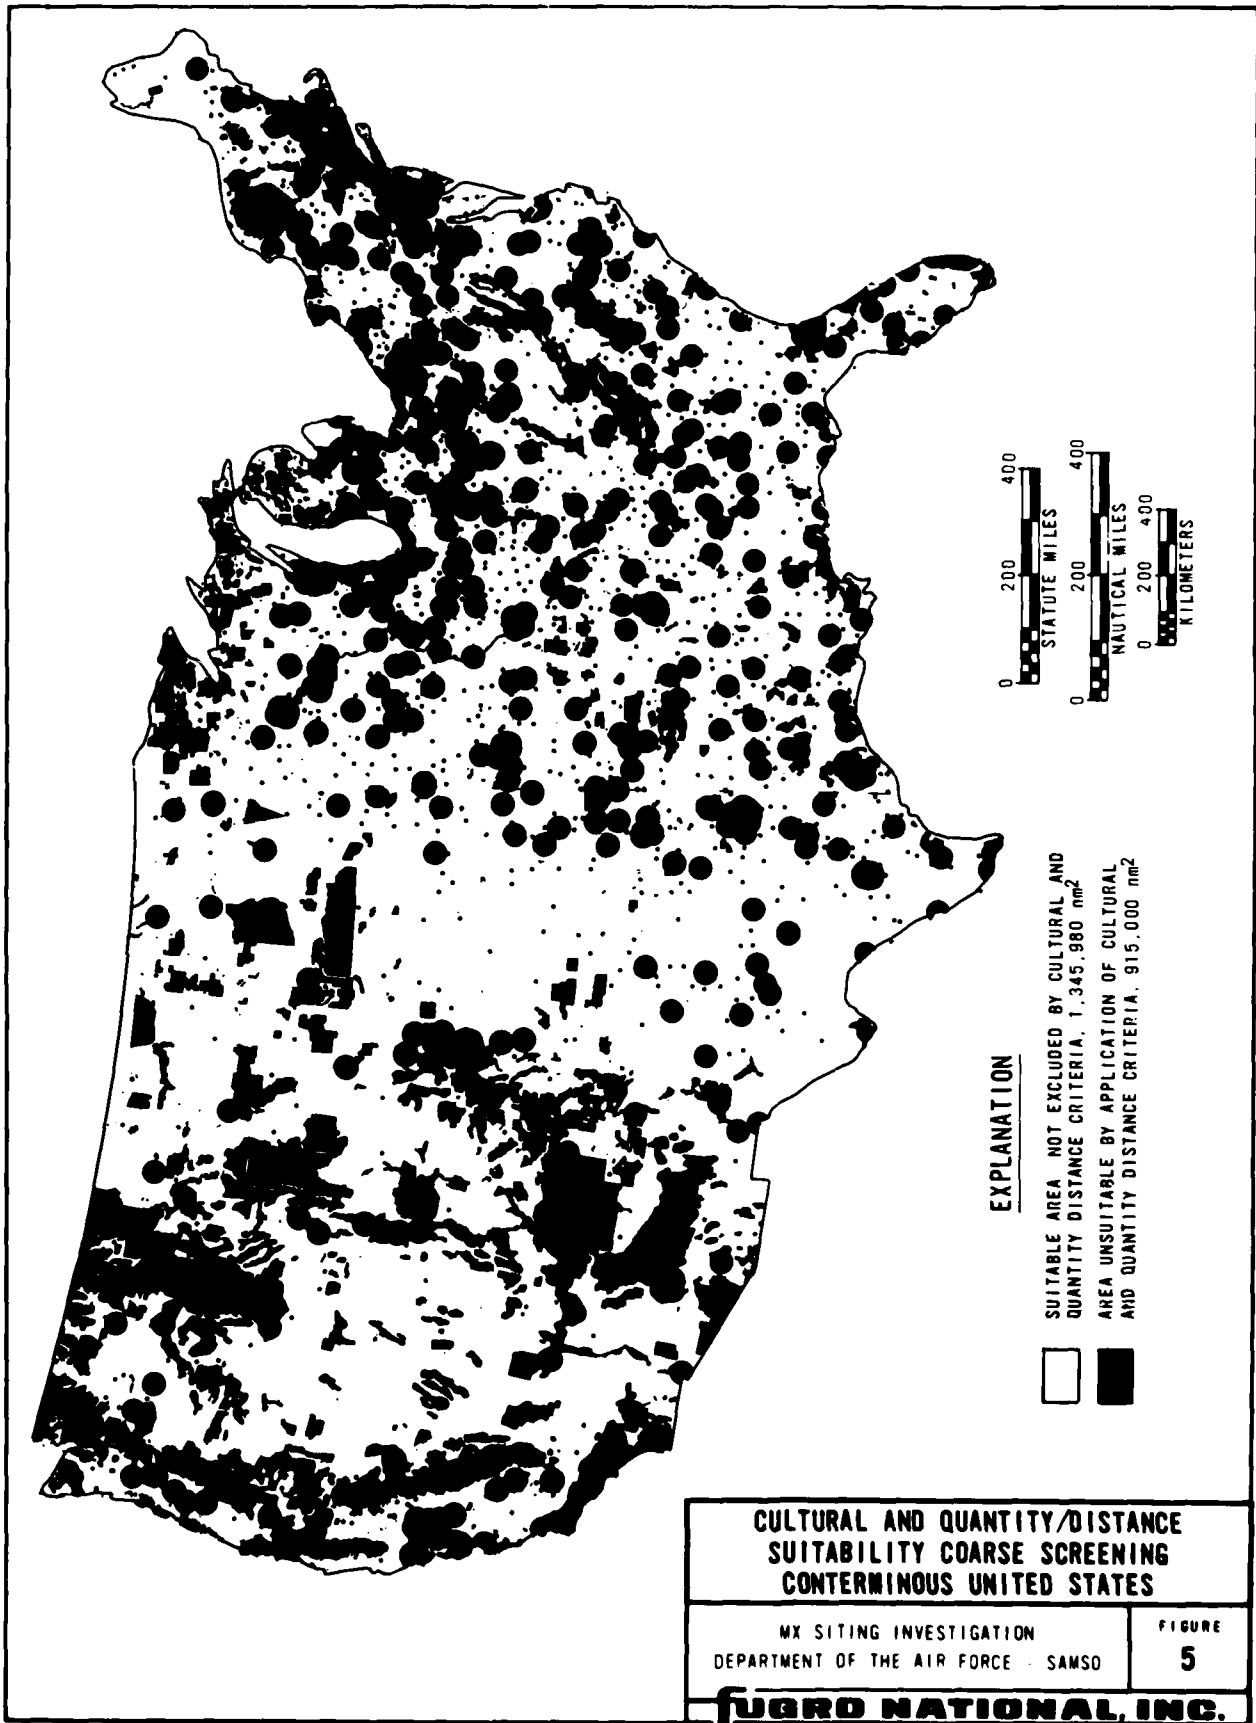 400
200
0
STATUTE MILES
400
200
0
NAUTICAL MILES
400
200
0
KILOMETERS
EXPLANATION
SUITABLE AREA, NOT EXCLUDED BY CULTURAL AND
QUANTITY DISTANCE CRITERIA, 1,345,980 nm²
AREA UNSUITABLE BY APPLICATION OF CULTURAL
AND QUANTITY DISTANCE CRITERIA, 915,000 nm²
CULTURAL AND QUANTITY/DISTANCE
SUITABILITY COARSE SCREENING
CONTERMINOUS UNITED STATES
MX SITING INVESTIGATION
DEPARTMENT OF THE AIR FORCE - SAMSO
FIGURE
5
FUGRO NATIONAL, INC.